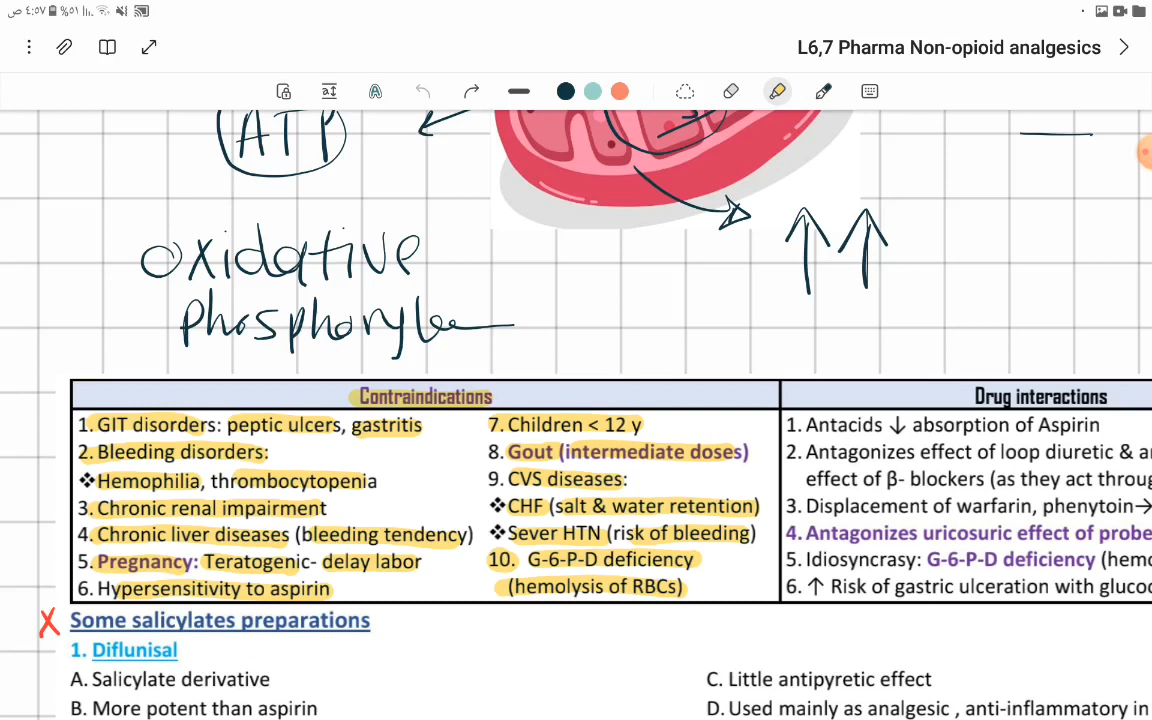 ص ٤:٥٧ %٥١
L6,7 Pharma Non-opioid analgesics
ATP
oxidative
Contraindications
1. GIT disorders: peptic ulcers, gastritis
2. Bleeding disorders:
❖Hemophilia, thrombocytopenia
3. Chronic renal impairment
4. Chronic liver diseases (bleeding tendency)
5. Pregnancy: Teratogenic- delay labor
6. Hypersensitivity to aspirin
7. Children < 12 y
8. Gout (intermediate doses)
9. CVS diseases:
❖CHF (salt & water retention)
❖Sever HTN (risk of bleeding)
10. G-6-P-D deficiency
(hemolysis of RBCs)
Drug interactions
1. Antacids ↓ absorption of Aspirin
2. Antagonizes effect of loop diuretic & a
effect of β- blockers (as they act throu
3. Displacement of warfarin, phenytoin→
4. Antagonizes uricosuric effect of probe
5. Idiosyncrasy: G-6-P-D deficiency (hem
6. ↑ Risk of gastric ulceration with gluco
X Some salicylates preparations
1. Diflunisal
A. Salicylate derivative
B. More potent than aspirin
C. Little antipyretic effect
D. Used mainly as analgesic , anti-inflammatory in